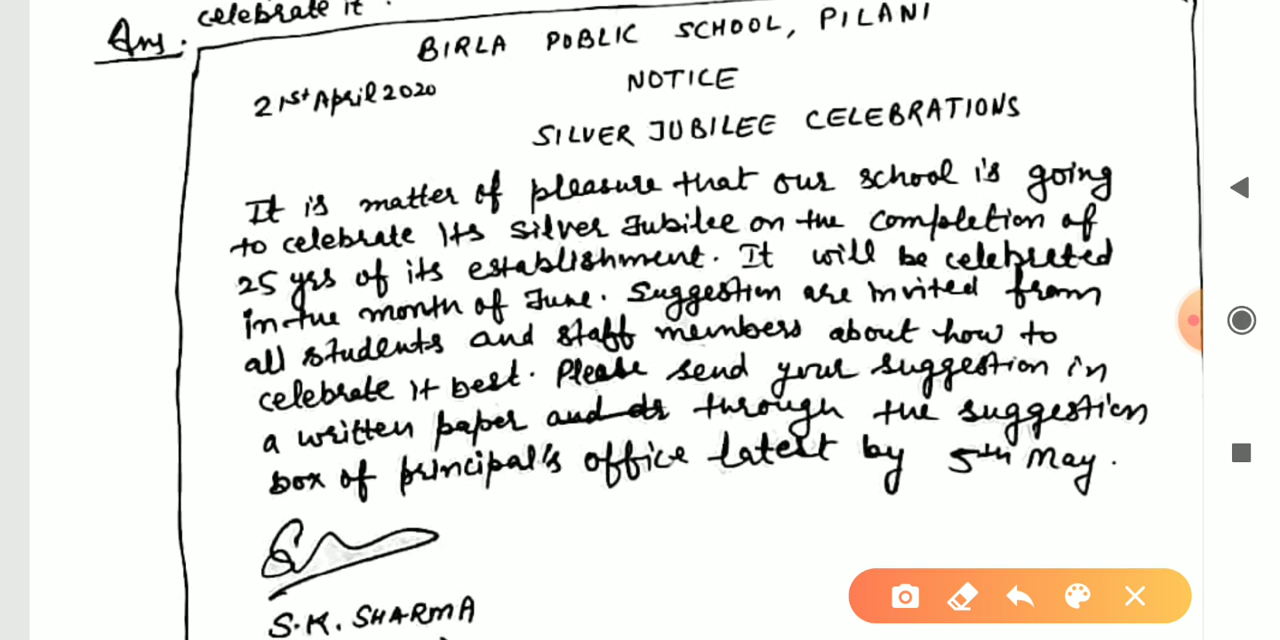 celebrate it.
Ans.
BIRLA PUBLIC SCHOOL, PILANI
NOTICE
21st April 2020
SILVER JUBILEE CELEBRATIONS
It is matter of pleasure that our school is going
to celebrate its silver Jubilee on the completion of
25 yrs of its establishment. It will be celebreted
in the month of June. Suggestion are invited from
all students and staff members about how to
celebrate it best. Please send your suggestion in
a written paper and dr through the suggestion
box of principal's office latest by 5th May.
S.K. SHARMA